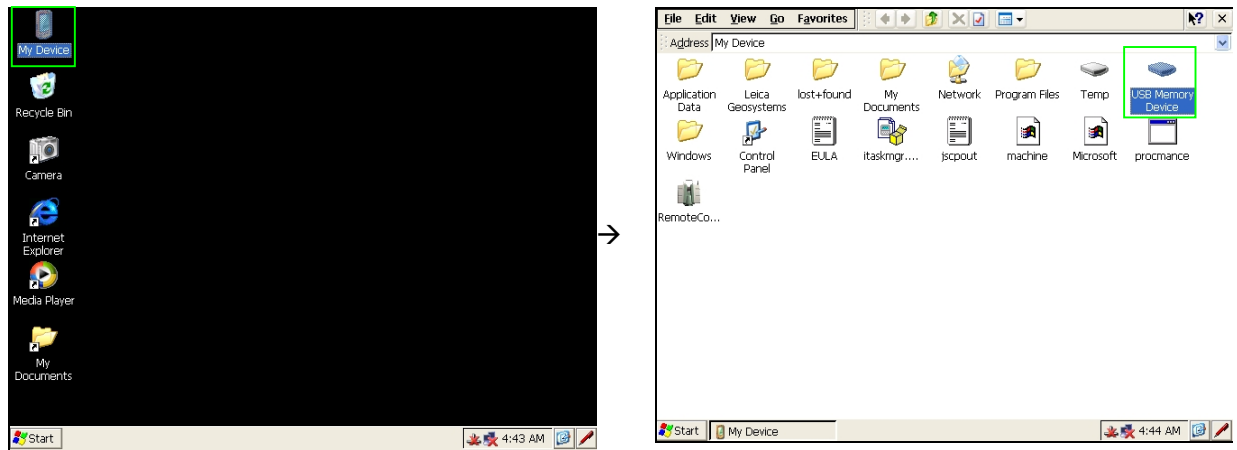 My Device
Recycle Bin
Camera
Internet
Explorer
Media Player
My
Documents
Start
4:43 AM
→
File Edit View Go Favorites
Address My Device
Application
Data
Leica
Geosystems
lost+found
My
Documents
Network
Program Files
Temp
USB Memory
Device
Windows
Control
Panel
EULA
itaskmgr....
jscpout
machine
Microsoft
procmance
RemoteCo...
Start
My Device
4:44 AM